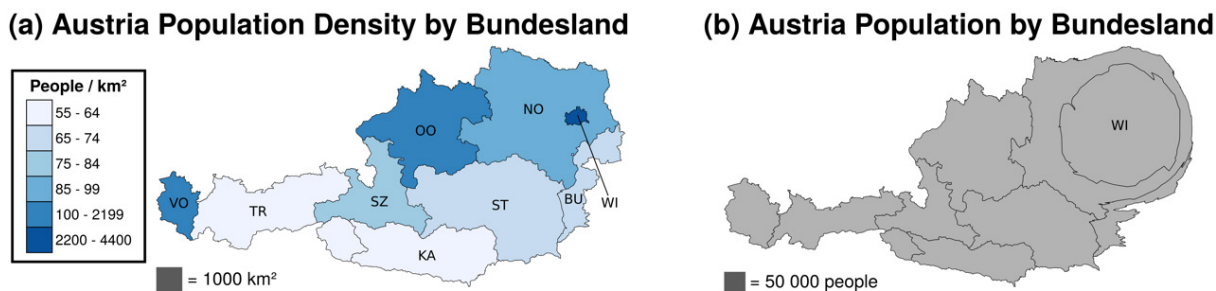 (a) Austria Population Density by Bundesland
People / km²
55 - 64
65 - 74
75 - 84
85 - 99
100 - 2199
2200 - 4400
VO
TR
SZ
OO
NO
ST
BU
WI
KA
= 1000 km²
(b) Austria Population by Bundesland
WI
= 50 000 people